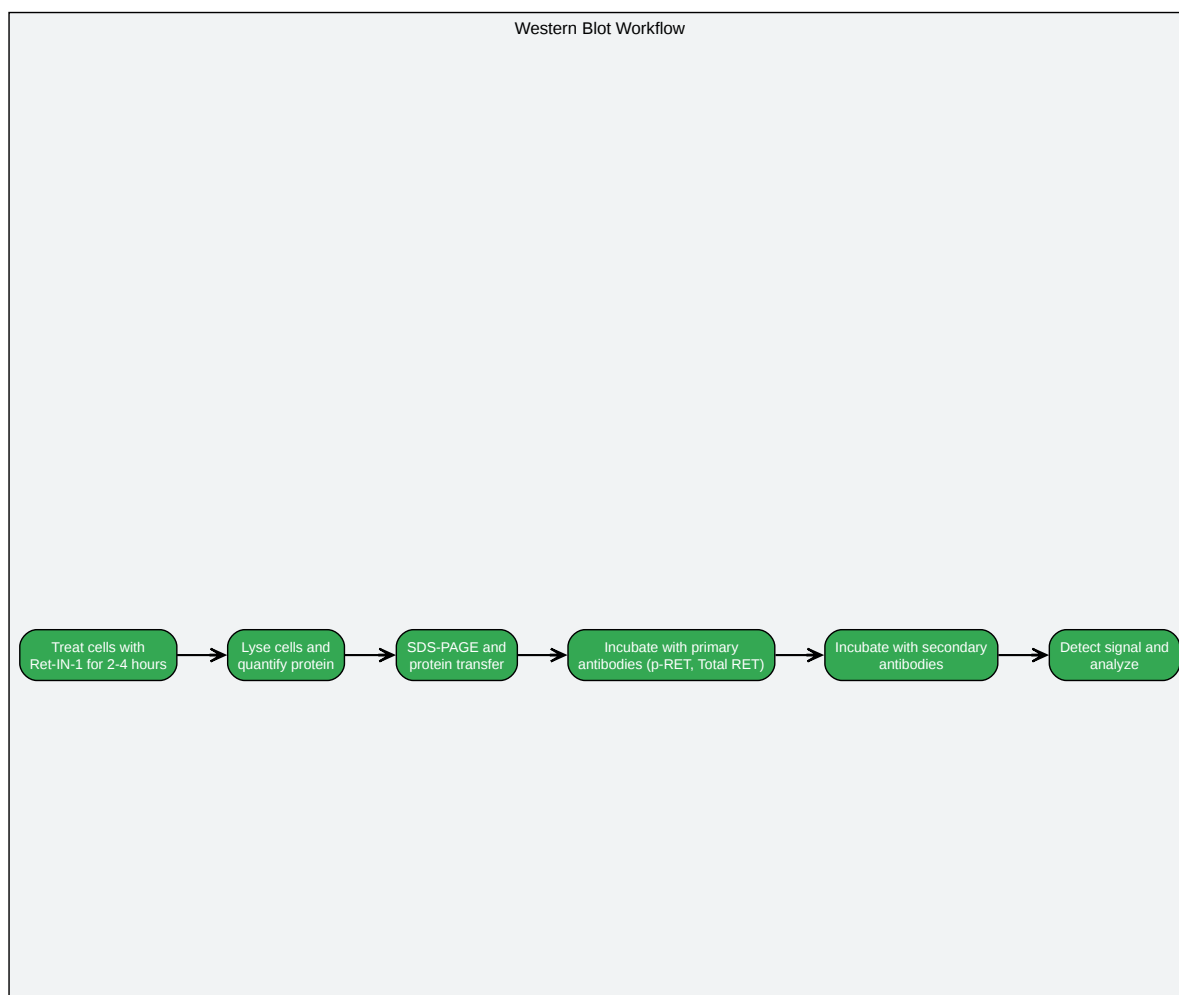 Western Blot Workflow
Treat cells with
Ret-IN-1 for 2-4 hours
Lyse cells and
quantify protein
SDS-PAGE and
protein transfer
Incubate with primary
antibodies (p-RET, Total RET)
Incubate with secondary
antibodies
Detect signal and
analyze